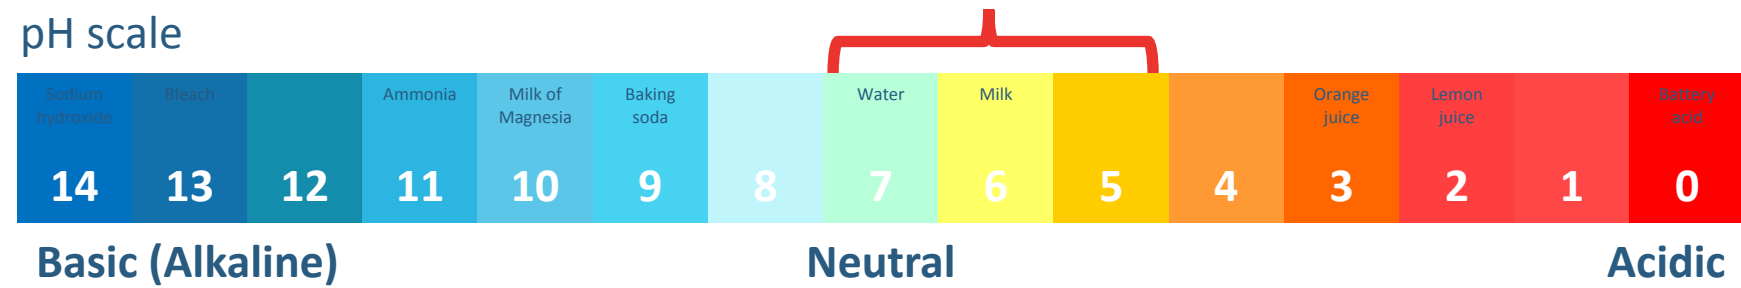 pH scale
Sodium
hydroxide
Bleach
Ammonia
Milk of
Magnesia
Baking
soda
Water
Milk
Orange
juice
Lemon
juice
Battery
acid
14 13 12 11 10 9 8 7 6 5 4 3 2 1 0
Basic (Alkaline) Neutral Acidic